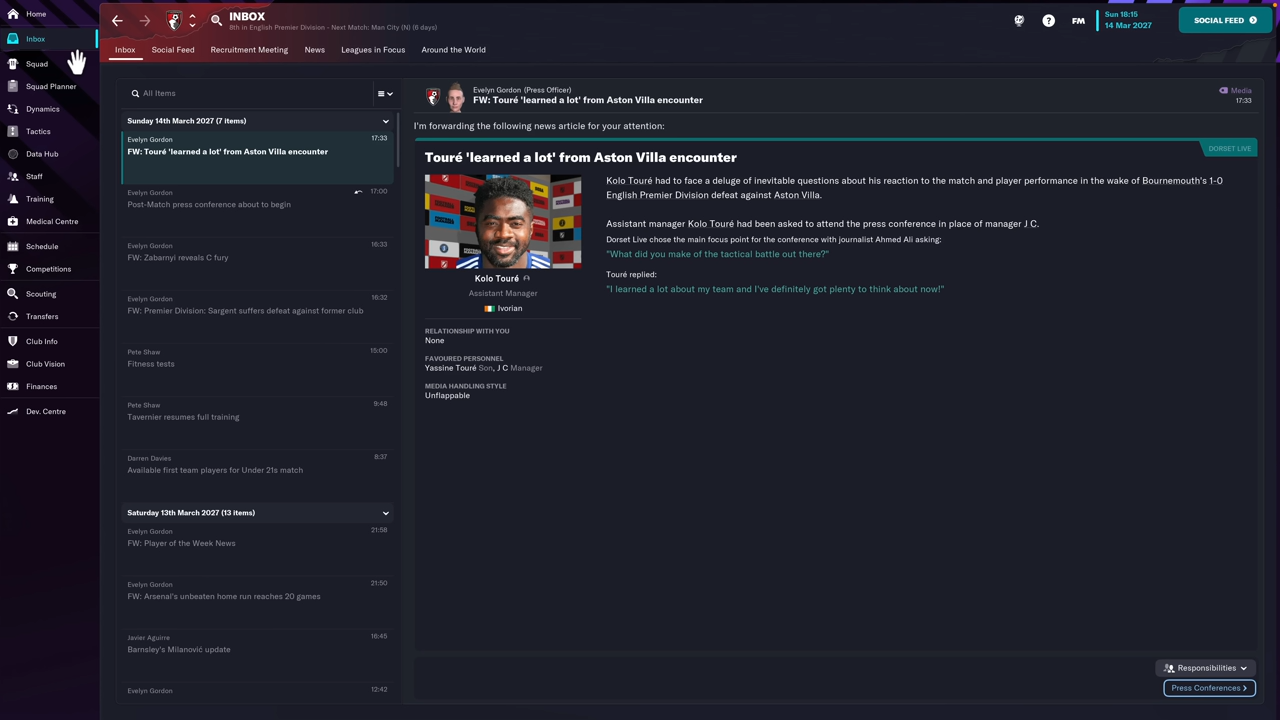 Home
Inbox
Squad
Squad Planner
Dynamics
Tactics
Data Hub
Staff
Training
Medical Centre
Schedule
Competitions
Scouting
Transfers
Club Info
Club Vision
Finances
Dev. Centre
INBOX
8th in English Premier Division - Next Match: Man City (N) (6 days)
FM
Sun 18:15
14 Mar 2027
SOCIAL FEED
Inbox
Social Feed
Recruitment Meeting
News
Leagues in Focus
Around the World
All Items
Sunday 14th March 2027 (7 items)
Evelyn Gordon 17:33
FW: Touré 'learned a lot' from Aston Villa encounter
Evelyn Gordon 17:00
Post-Match press conference about to begin
Evelyn Gordon 16:33
FW: Zabarnyi reveals C fury
Evelyn Gordon 16:32
FW: Premier Division: Sargent suffers defeat against former club
Pete Shaw 15:00
Fitness tests
Pete Shaw 9:48
Tavernier resumes full training
Darren Davies 8:37
Available first team players for Under 21s match
Saturday 13th March 2027 (13 items)
Evelyn Gordon 21:58
FW: Player of the Week News
Evelyn Gordon 21:50
FW: Arsenal's unbeaten home run reaches 20 games
Javier Aguirre 16:45
Barnsley's Milanović update
Evelyn Gordon 12:42
Evelyn Gordon (Press Officer)
FW: Touré 'learned a lot' from Aston Villa encounter
Media
17:33
I'm forwarding the following news article for your attention:
DORSET LIVE
Touré 'learned a lot' from Aston Villa encounter
Kolo Touré
Assistant Manager
Ivorian
RELATIONSHIP WITH YOU
None
FAVOURED PERSONNEL
Yassine Touré Son, J C Manager
MEDIA HANDLING STYLE
Unflappable
Kolo Touré had to face a deluge of inevitable questions about his reaction to the match and player performance in the wake of Bournemouth's 1-0
English Premier Division defeat against Aston Villa.
Assistant manager Kolo Touré had been asked to attend the press conference in place of manager J C.
Dorset Live chose the main focus point for the conference with journalist Ahmed Ali asking:
"What did you make of the tactical battle out there?"
Touré replied:
"I learned a lot about my team and I've definitely got plenty to think about now!"
Responsibilities
Press Conferences